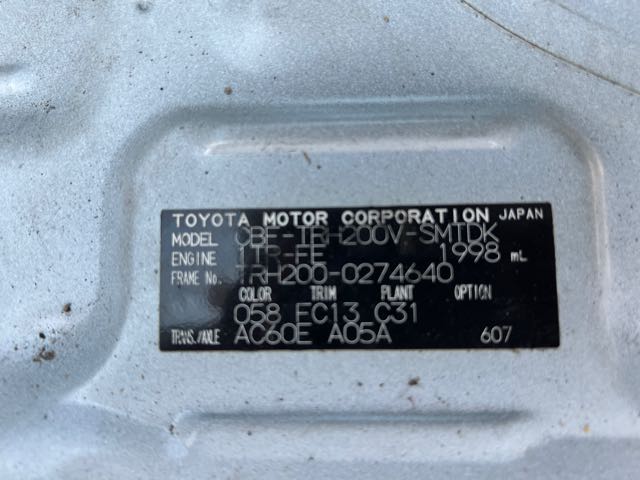 TOYOTA MOTOR CORPORATION JAPAN
MODEL CBF-TRH200V-SMTDK
ENGINE 1TR-FE 1998 mL
FRAME No. TRH200-0274640
COLOR TRIM PLANT OPTION
058 FC13 C31
TRANS./AXLE AC60E A05A 607